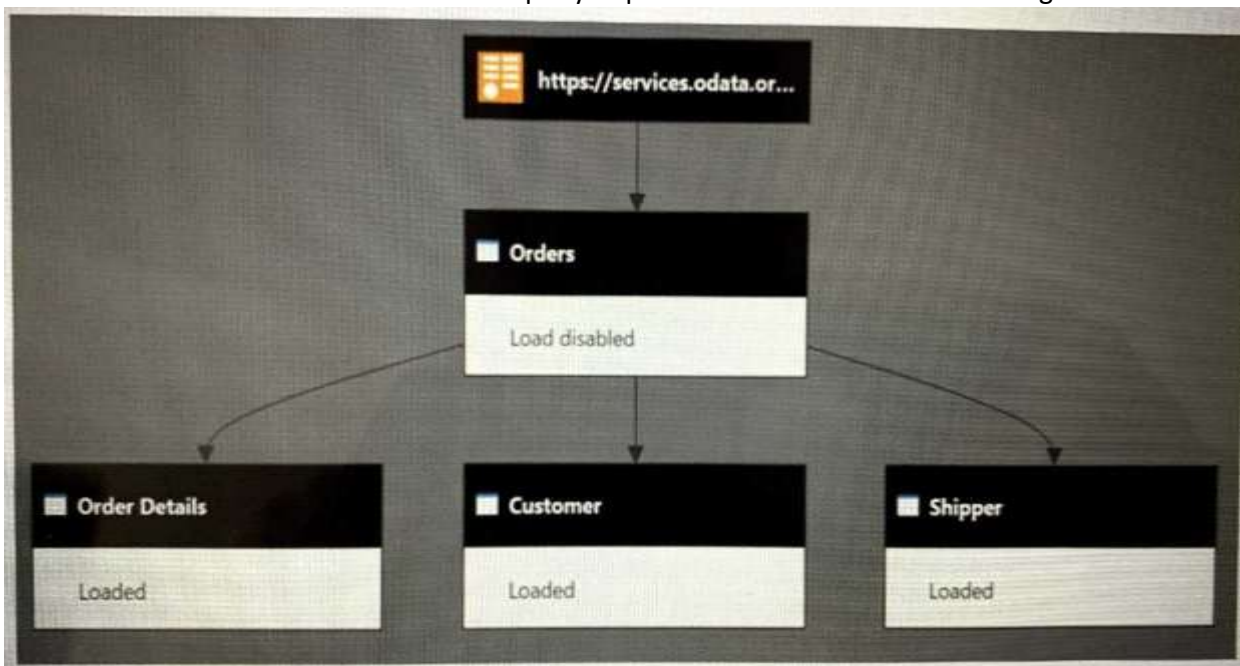 https://services.odata.or...
Orders
Load disabled
Order Details
Loaded
Customer
Loaded
Shipper
Loaded